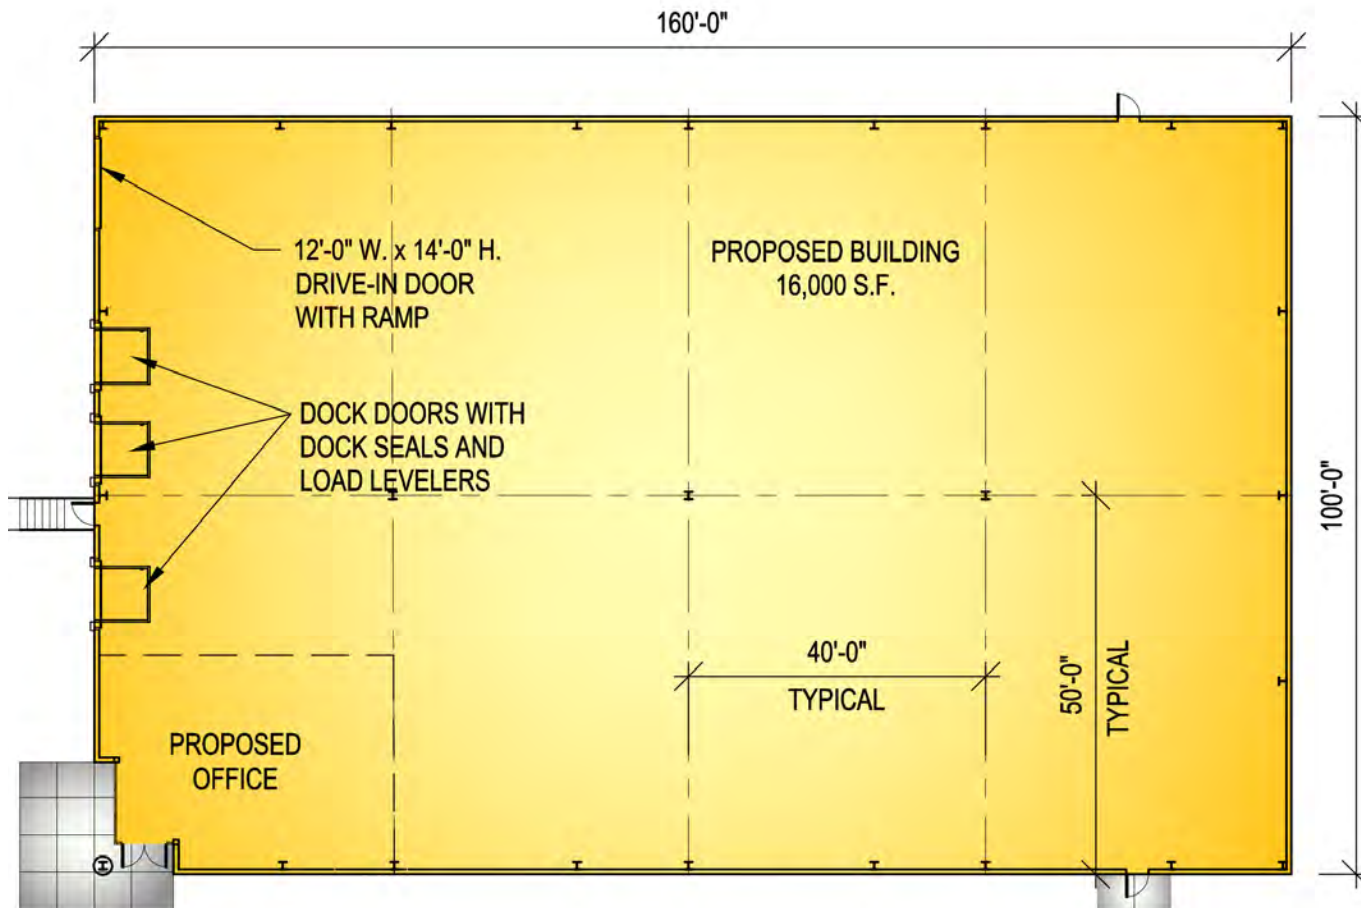 160'-0"
12'-0" W. x 14'-0" H.
DRIVE-IN DOOR
WITH RAMP
PROPOSED BUILDING
16,000 S.F.
DOCK DOORS WITH
DOCK SEALS AND
LOAD LEVELERS
100'-0"
40'-0"
TYPICAL
50'-0"
TYPICAL
PROPOSED
OFFICE